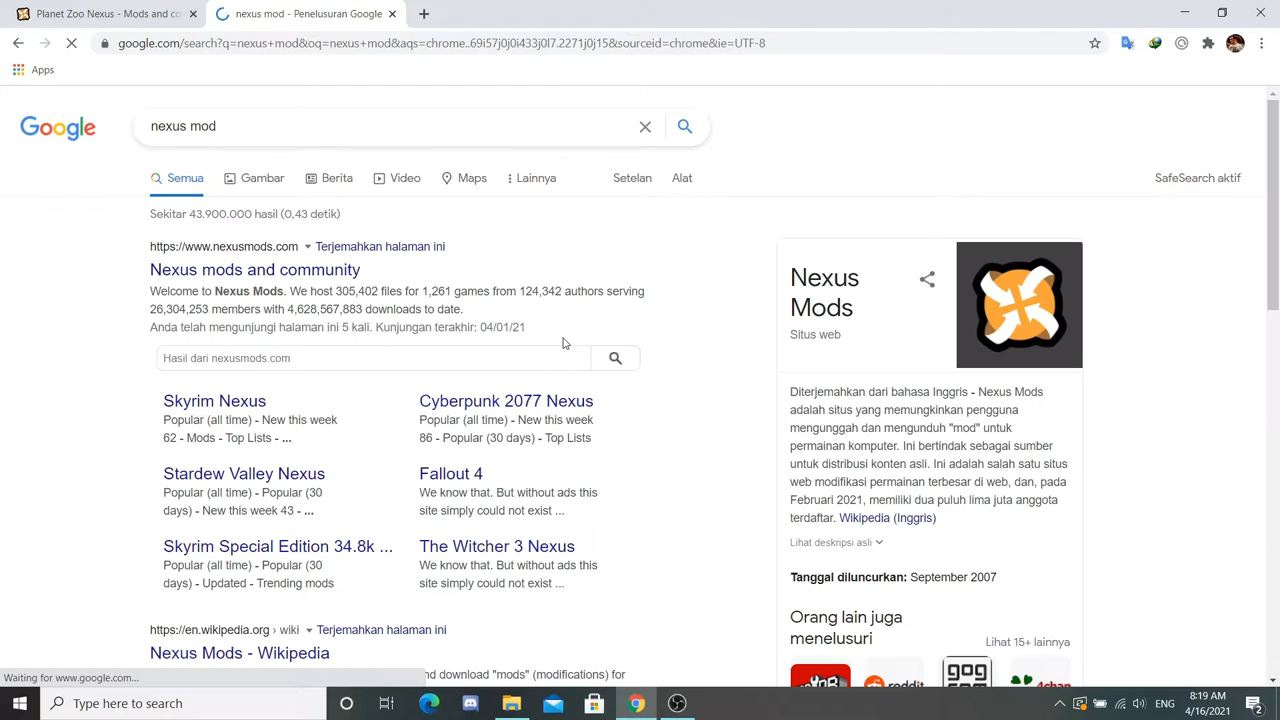 Planet Zoo Nexus - Mods and co
nexus mod - Penelusuran Google
google.com/search?q=nexus+mod&oq=nexus+mod&aqs=chrome..69i57j0j0i433j0l7.2271j0j15&sourceid=chrome&ie=UTF-8
Apps
Google
nexus mod
Semua Gambar Berita Video Maps Lainnya Setelan Alat SafeSearch aktif
Sekitar 43.900.000 hasil (0,43 detik)
https://www.nexusmods.com Terjemahkan halaman ini
Nexus mods and community
Welcome to Nexus Mods. We host 305,402 files for 1,261 games from 124,342 authors serving
26,304,253 members with 4,628,567,883 downloads to date.
Anda telah mengunjungi halaman ini 5 kali. Kunjungan terakhir: 04/01/21
Hasil dari nexusmods.com
Skyrim Nexus
Popular (all time) - New this week
62 - Mods - Top Lists - ...
Cyberpunk 2077 Nexus
Popular (all time) - New this week
86 - Popular (30 days) - Top Lists
Stardew Valley Nexus
Popular (all time) - Popular (30
days) - New this week 43 - ...
Fallout 4
We know that. But without ads this
site simply could not exist ...
Skyrim Special Edition 34.8k ...
Popular (all time) - Popular (30
days) - Updated - Trending mods
The Witcher 3 Nexus
We know that. But without ads this
site simply could not exist ...
https://en.wikipedia.org › wiki Terjemahkan halaman ini
Nexus Mods - Wikipedia
nd download "mods" (modifications) for
Nexus
Mods
Situs web
Diterjemahkan dari bahasa Inggris - Nexus Mods
adalah situs yang memungkinkan pengguna
mengunggah dan mengunduh "mod" untuk
permainan komputer. Ini bertindak sebagai sumber
untuk distribusi konten asli. Ini adalah salah satu situs
web modifikasi permainan terbesar di web, dan, pada
Februari 2021, memiliki dua puluh lima juta anggota
terdaftar. Wikipedia (Inggris)
Lihat deskripsi asli
Tanggal diluncurkan: September 2007
Orang lain juga
menelusuri
Lihat 15+ lainnya
reddit
gog
4chan
Waiting for www.google.com...
Type here to search
ENG
8:19 AM
4/16/2021
2